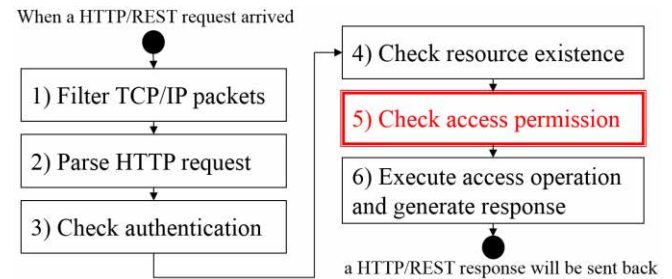 When a HTTP/REST request arrived
1) Filter TCP/IP packets
2) Parse HTTP request
3) Check authentication
4) Check resource existence
5) Check access permission
6) Execute access operation
and generate response
a HTTP/REST response will be sent back